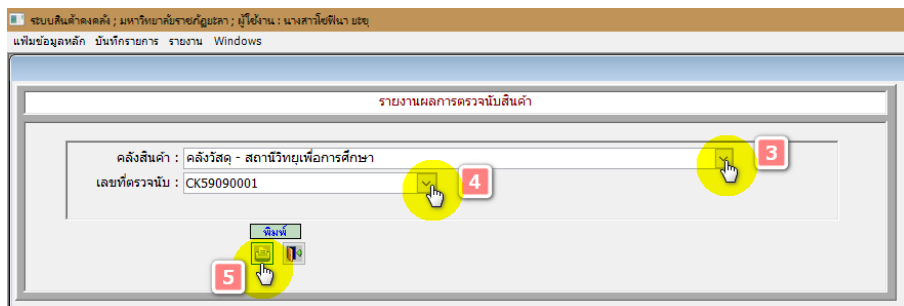 ระบบสินค้าคงคลัง ; มหาวิทยาลัยราชภัฏยะลา ; ผู้ใช้งาน : นางสาวโซฟีนา ยะยุ
แฟ้มข้อมูลหลัก บันทึกรายการ รายงาน Windows
รายงานผลการตรวจนับสินค้า
คลังสินค้า : คลังวัสดุ - สถานีวิทยุเพื่อการศึกษา 3
เลขที่ตรวจนับ : CK59090001 4
พิมพ์
5